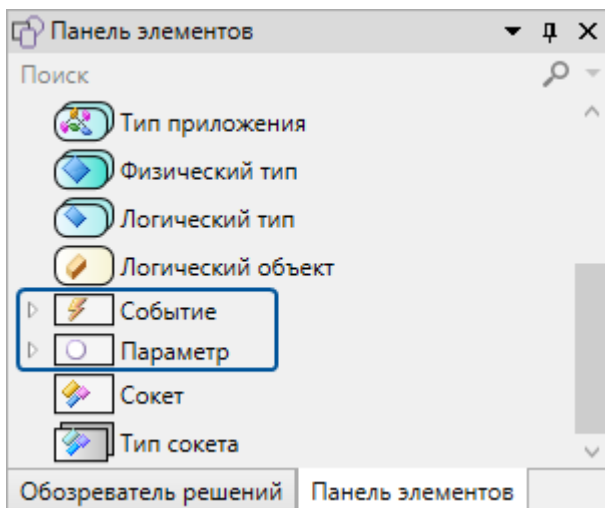 Панель элементов
Поиск
Тип приложения
Физический тип
Логический тип
Логический объект
Событие
Параметр
Сокет
Тип сокета
Обозреватель решений Панель элементов